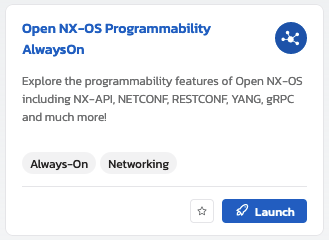 Open NX-OS Programmability
AlwaysOn
Explore the programmability features of Open NX-OS
including NX-API, NETCONF, RESTCONF, YANG, gRPC
and much more!
Always-On Networking
Launch